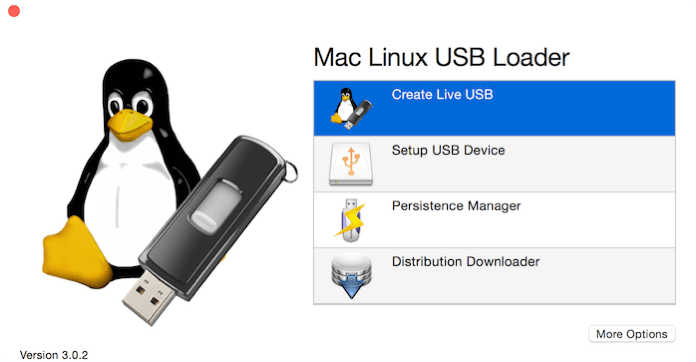 Mac Linux USB Loader
Create Live USB
Setup USB Device
Persistence Manager
Distribution Downloader
More Options
Version 3.0.2